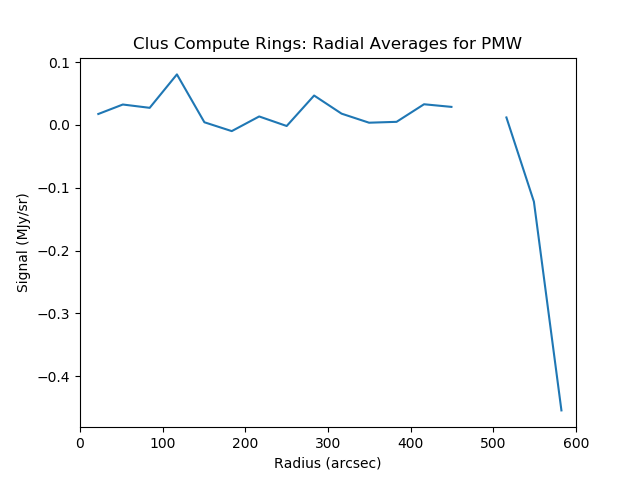 Clus Compute Rings: Radial Averages for PMW
0.1
0.0
−0.1
−0.2
−0.3
−0.4
Signal (MJy/sr)
0 100 200 300 400 500 600
Radius (arcsec)